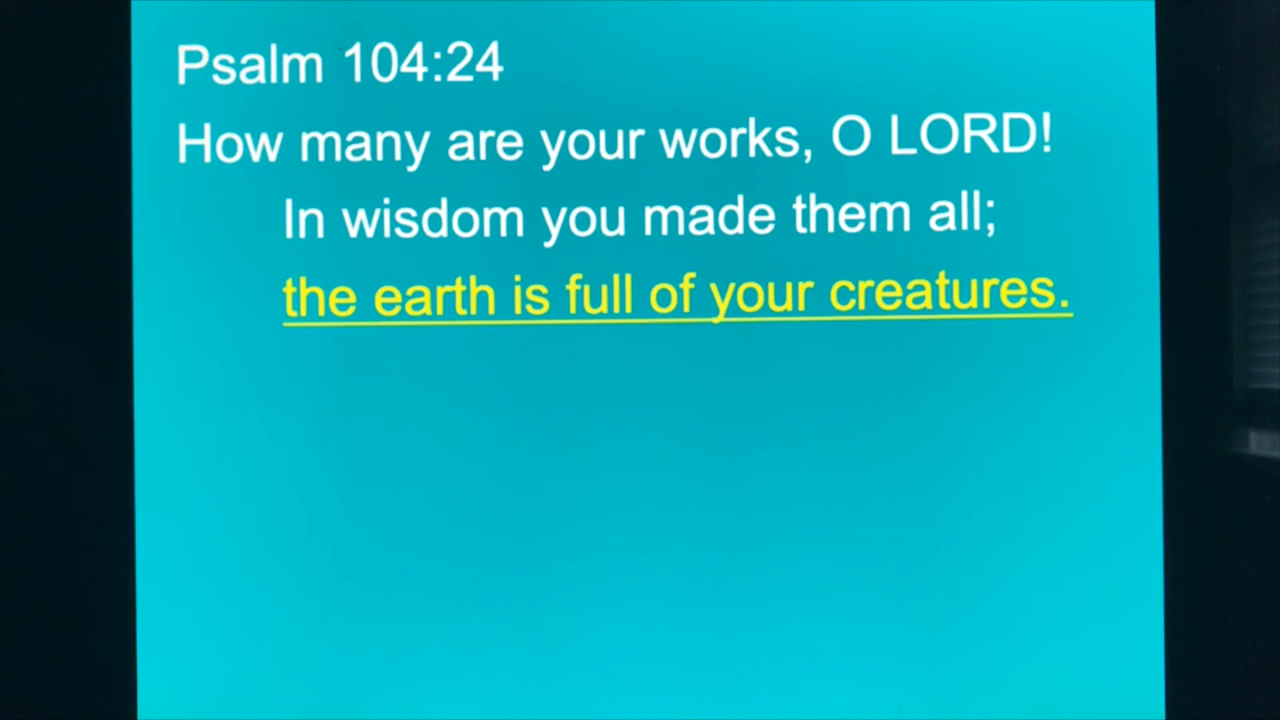 Psalm 104:24
How many are your works, O LORD!
In wisdom you made them all;
the earth is full of your creatures.